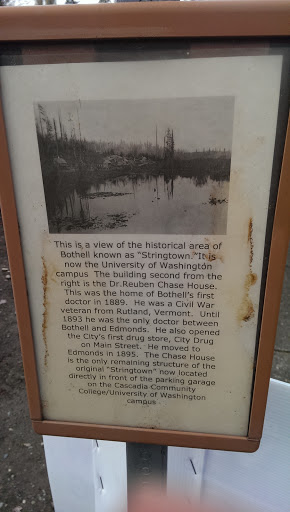 This is a view of the historical area of
Bothell known as "Stringtown." It is
now the University of Washington
campus The building second from the
right is the Dr.Reuben Chase House.
This was the home of Bothell's first
doctor in 1889. He was a Civil War
veteran from Rutland, Vermont. Until
1893 he was the only doctor between
Bothell and Edmonds. He also opened
the City's first drug store, City Drug
on Main Street. He moved to
Edmonds in 1895. The Chase House
is the only remaining structure of the
original "Stringtown" now located
directly in front of the parking garage
on the Cascadia Community
College/University of Washington
campus